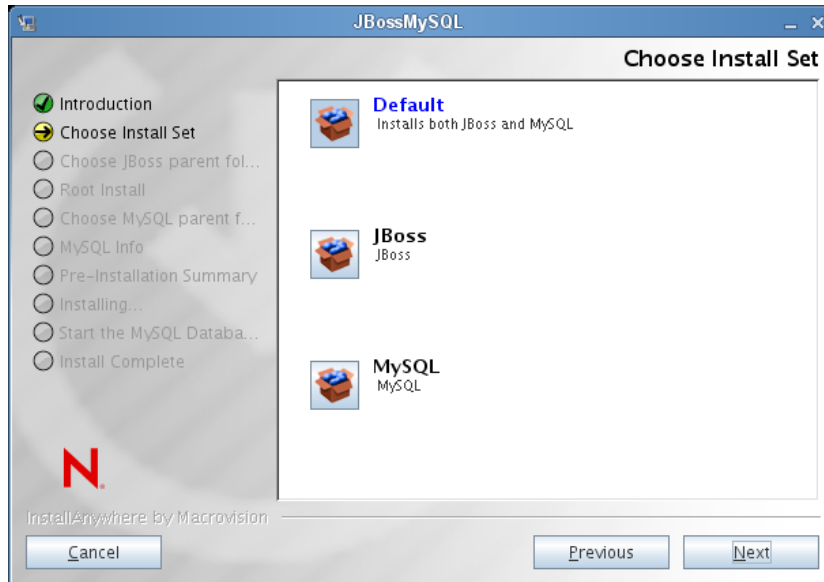 JBossMySQL
Choose Install Set
Introduction
Choose Install Set
Choose JBoss parent fol...
Root Install
Choose MySQL parent f...
MySQL Info
Pre-Installation Summary
Installing...
Start the MySQL Databa...
Install Complete
Default
Installs both JBoss and MySQL
JBoss
JBoss
MySQL
MySQL
N.
InstallAnywhere by Macrovision
Cancel
Previous
Next